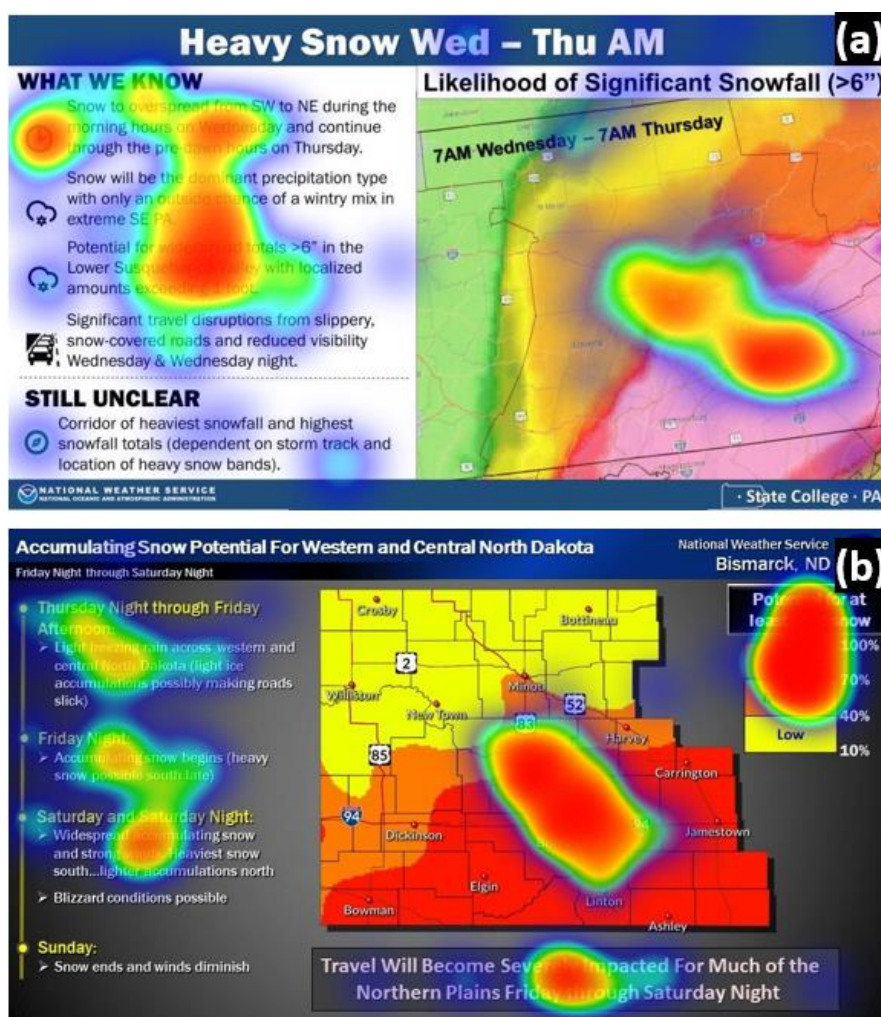 Heavy Snow Wed – Thu AM
(a)
WHAT WE KNOW
Snow to overspread from SW to NE during the
morning hours on Wednesday and continue
through the pre-dawn hours on Thursday.
Snow will be the dominant precipitation type
with only an outside chance of a wintry mix in
extreme SE PA.
Potential for widespread totals >6" in the
Lower Susquehanna Valley with localized
amounts exceeding a foot.
Significant travel disruptions from slippery,
snow-covered roads and reduced visibility
Wednesday & Wednesday night.
STILL UNCLEAR
Corridor of heaviest snowfall and highest
snowfall totals (dependent on storm track and
location of heavy snow bands).
Likelihood of Significant Snowfall (>6")
7AM Wednesday – 7AM Thursday
NATIONAL WEATHER SERVICE
NATIONAL OCEANIC AND ATMOSPHERIC ADMINISTRATION
· State College · PA
Accumulating Snow Potential For Western and Central North Dakota
Friday Night through Saturday Night
National Weather Service
Bismarck, ND
(b)
Thursday Night through Friday
Afternoon:
➢ Light freezing rain across western and
central North Dakota (light ice
accumulations possibly making roads
slick)
Friday Night:
➢ Accumulating snow begins (heavy
snow possible south late)
Saturday and Saturday Night:
➢ Widespread accumulating snow
and strong Heaviest snow
south...lighter accumulations north
➢ Blizzard conditions possible
Sunday:
➢ Snow ends and winds diminish
Crosby
Bottineau
2
Williston
Minot
New Town
52
83
Harvey
85
Carrington
94
Dickinson
94
Jamestown
Elgin
Bowman
Linton
Ashley
at
snow
100%
70%
40%
Low
10%
Travel Will Become Severely Impacted For Much of the
Northern Plains Friday through Saturday Night